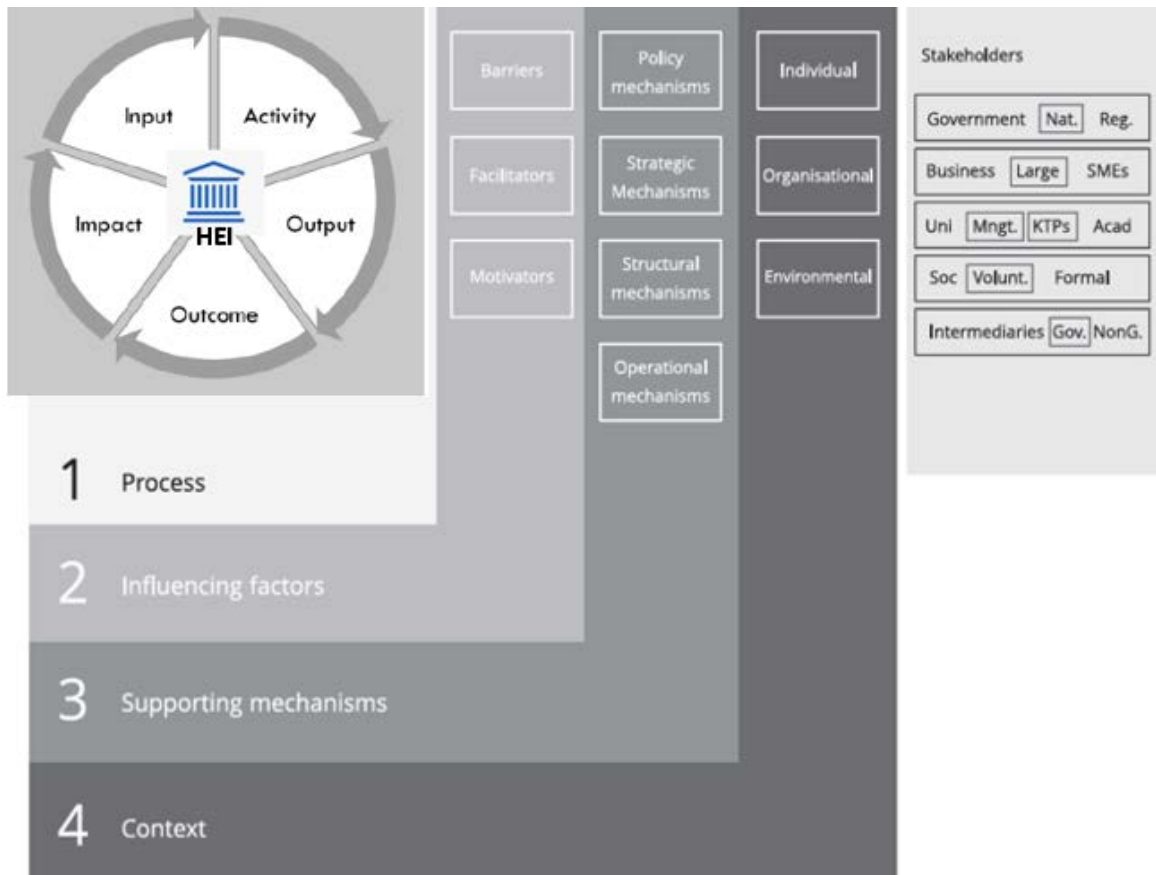 Input
Activity
Impact
HEI
Output
Outcome
Barriers
Facilitators
Motivators
Policy
mechanisms
Strategic
Mechanisms
Structural
mechanisms
Operational
mechanisms
Individual
Organisational
Environmental
Stakeholders
Government Nat. Reg.
Business Large SMEs
Uni Mngt. KTPs Acad
Soc Volunt. Formal
Intermediaries Gov. NonG.
1 Process
2 Influencing factors
3 Supporting mechanisms
4 Context